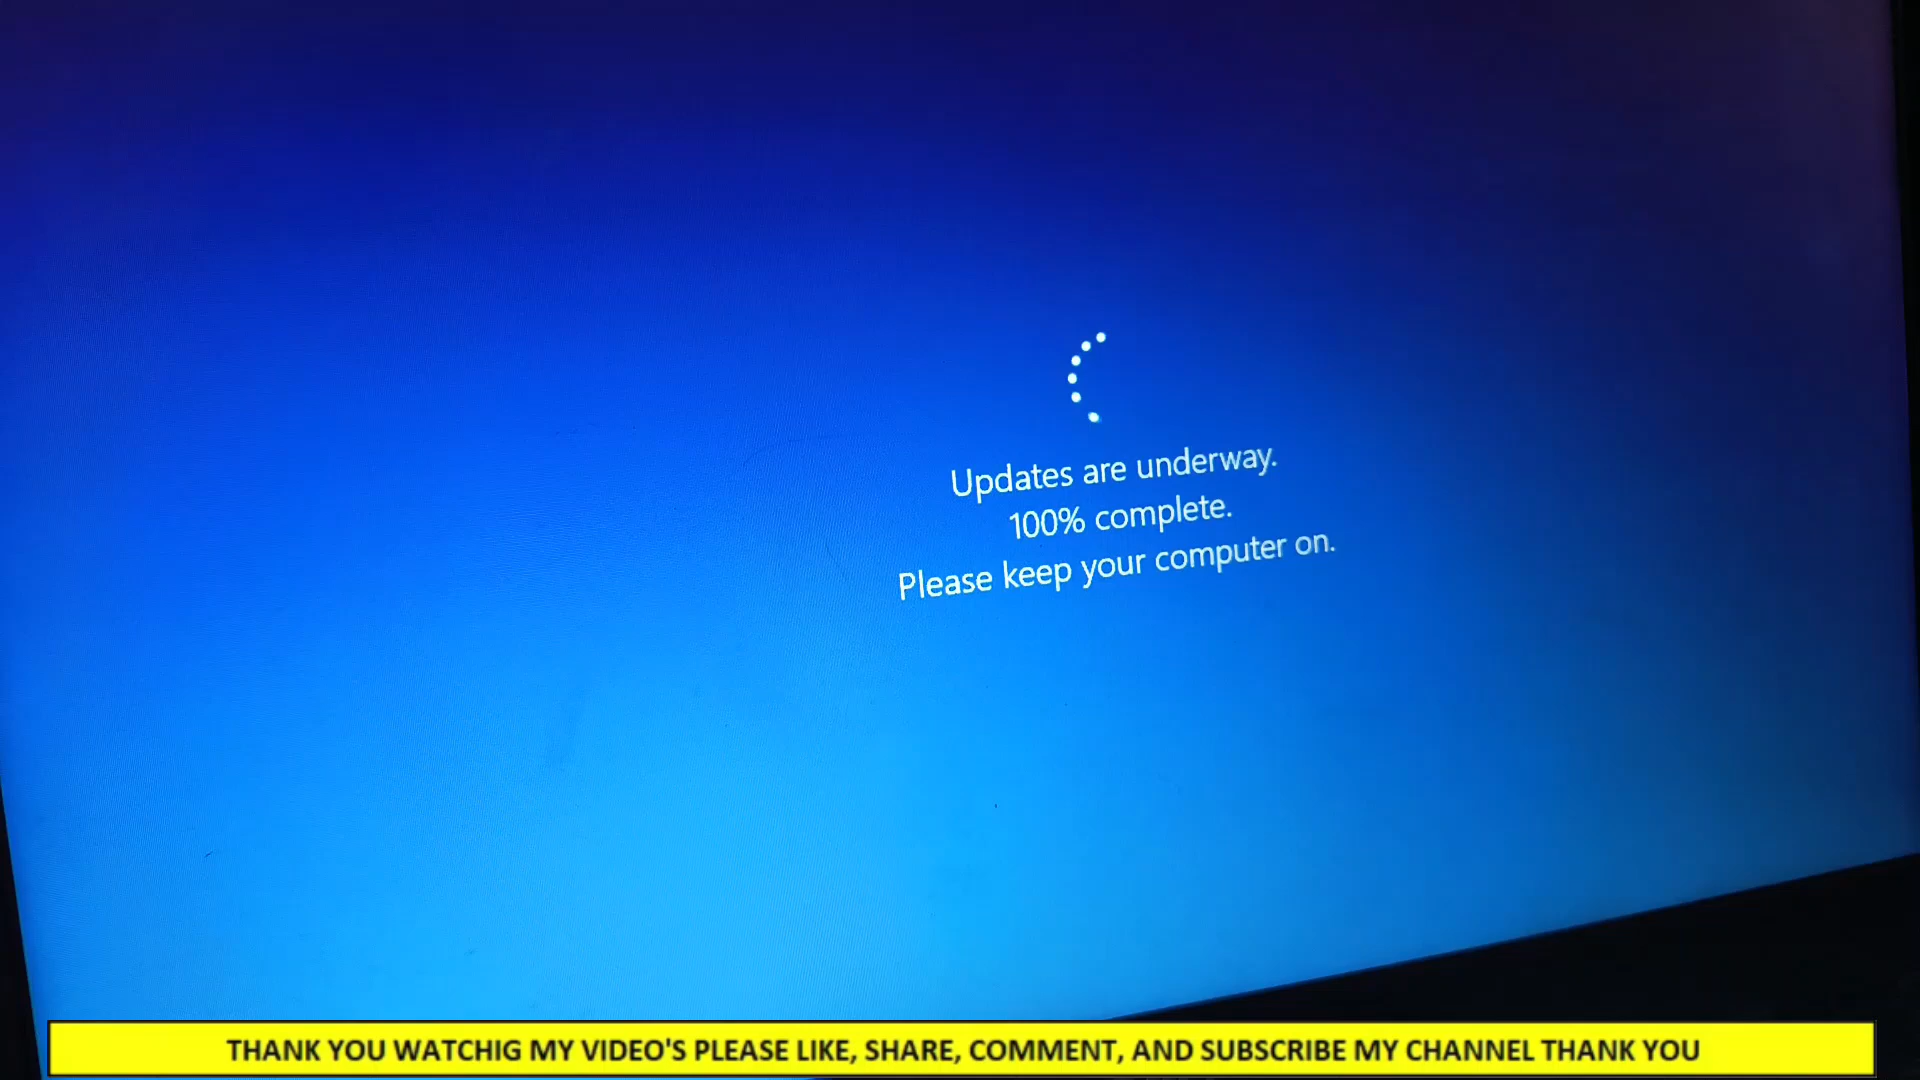 Updates are underway.
100% complete.
Please keep your computer on.
THANK YOU WATCHIG MY VIDEO'S PLEASE LIKE, SHARE, COMMENT, AND SUBSCRIBE MY CHANNEL THANK YOU